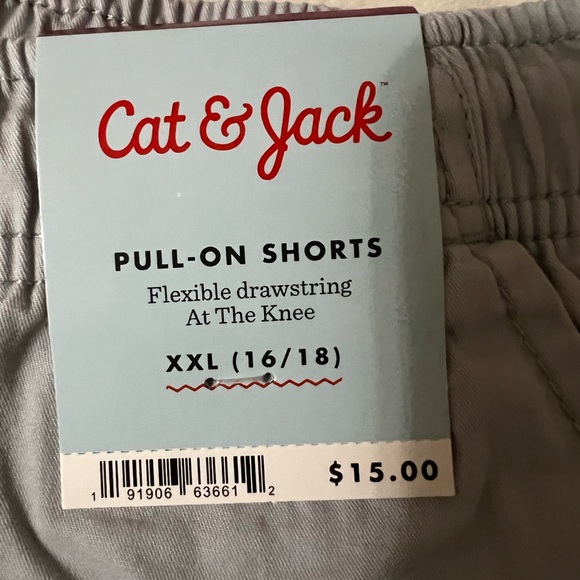 Cat & Jack™
PULL-ON SHORTS
Flexible drawstring
At The Knee
XXL (16/18)
1 91906 63661 2
$15.00